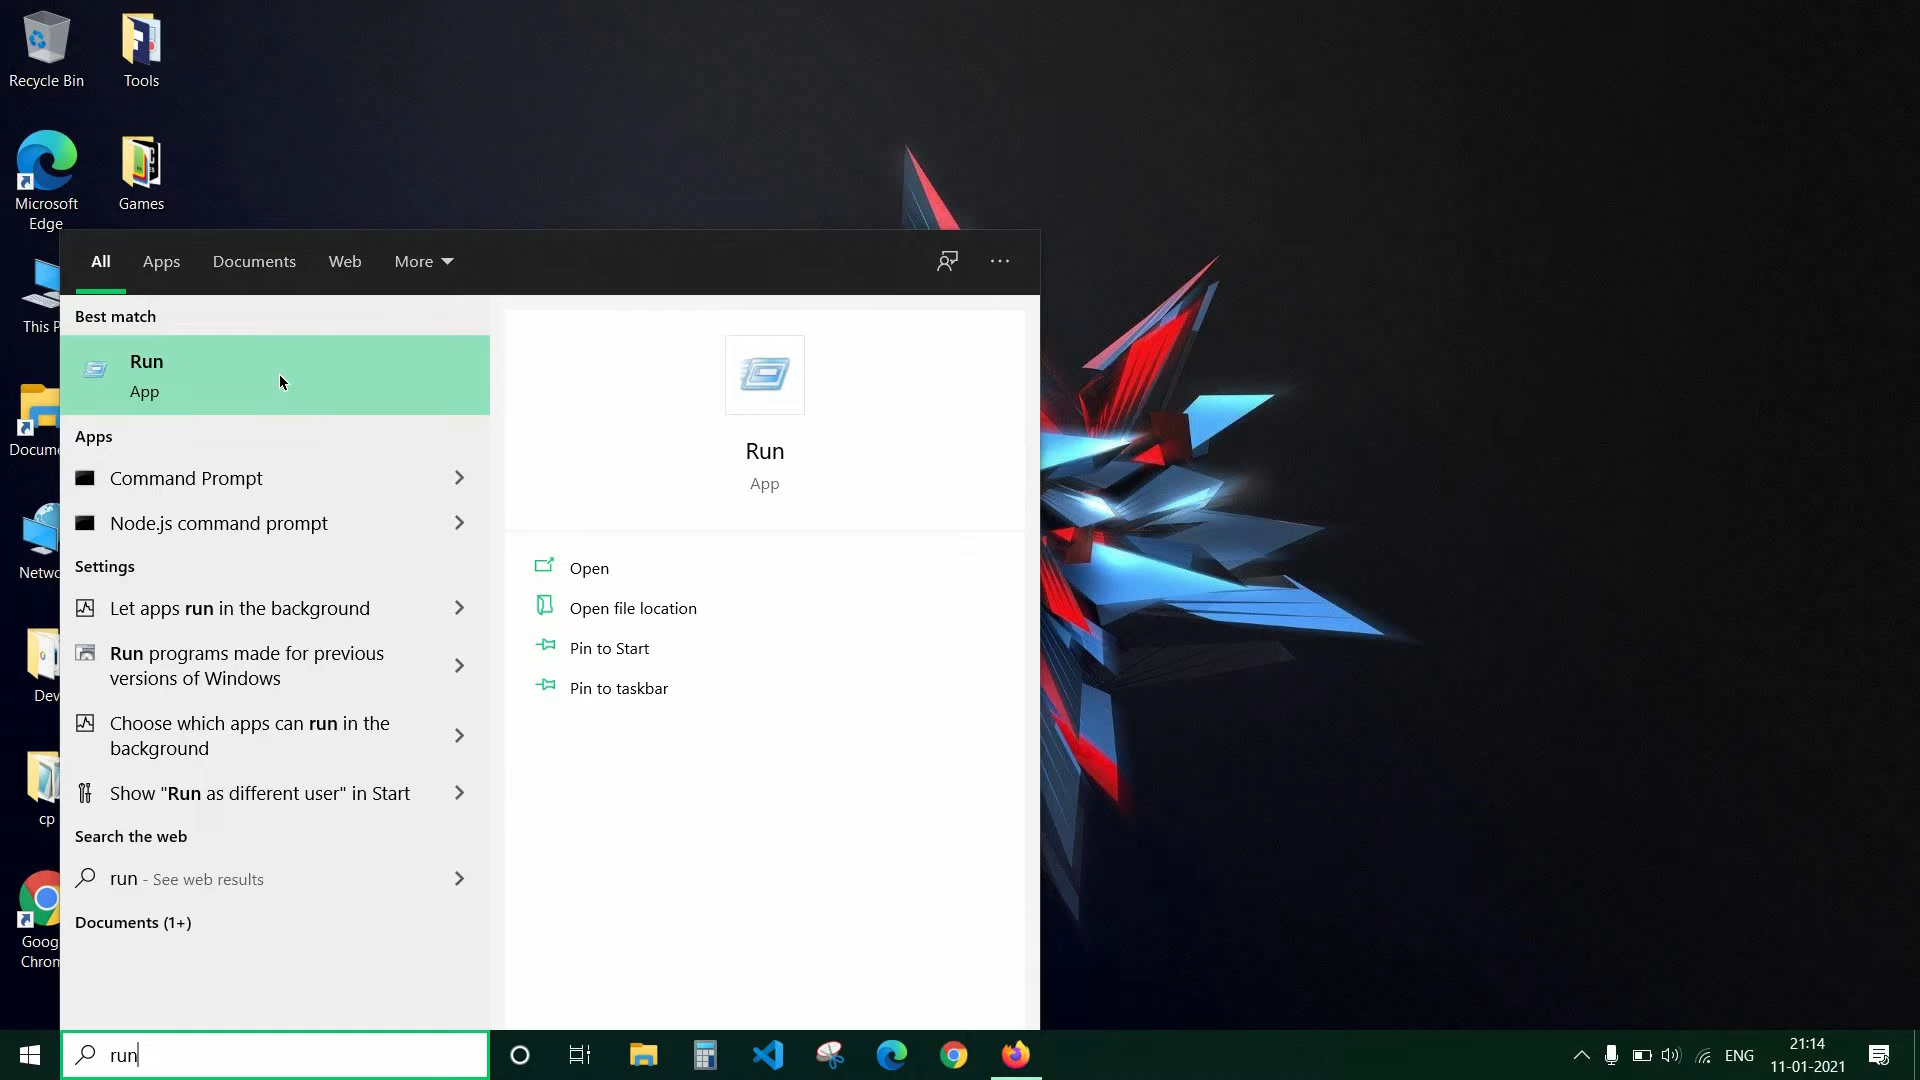 Recycle Bin
Tools
Microsoft
Edge
Games
This P
Docume
Netwo
Dev
cp
Goog
Chrom
All
Apps
Documents
Web
More
Best match
Run
App
Apps
Command Prompt
Node.js command prompt
Settings
Let apps run in the background
Run programs made for previous
versions of Windows
Choose which apps can run in the
background
Show "Run as different user" in Start
Search the web
run - See web results
Documents (1+)
Run
App
Open
Open file location
Pin to Start
Pin to taskbar
run
ENG
21:14
11-01-2021